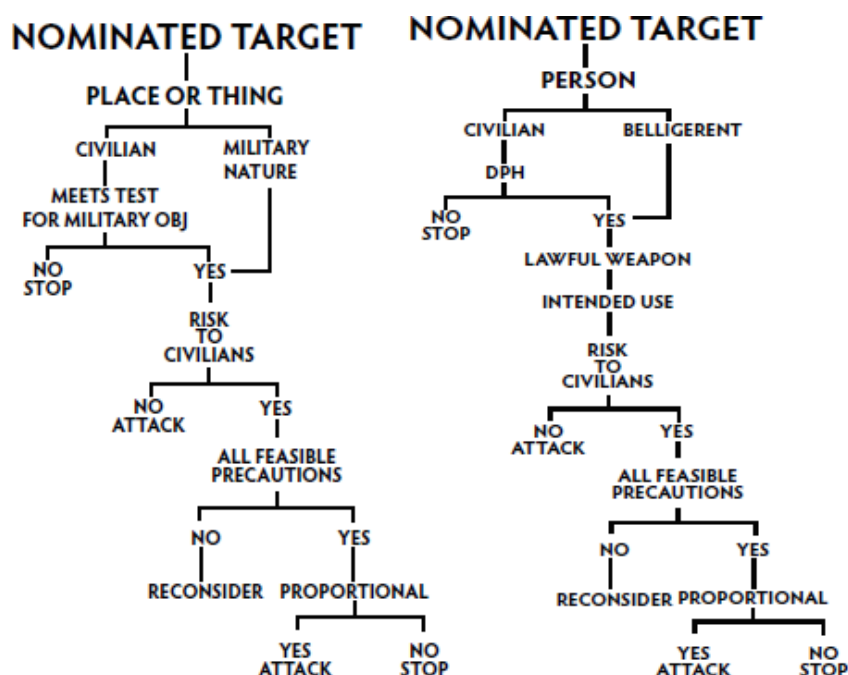 NOMINATED TARGET
PLACE OR THING
CIVILIAN
MILITARY
NATURE
MEETS TEST
FOR MILITARY OBJ
NO
STOP
YES
RISK
TO
CIVILIANS
NO
ATTACK
YES
ALL FEASIBLE
PRECAUTIONS
NO
YES
RECONSIDER
PROPORTIONAL
YES
ATTACK
NO
STOP
NOMINATED TARGET
PERSON
CIVILIAN
BELLIGERENT
DPH
NO
STOP
YES
LAWFUL WEAPON
INTENDED USE
RISK
TO
CIVILIANS
NO
ATTACK
YES
ALL FEASIBLE
PRECAUTIONS
NO
YES
RECONSIDER
PROPORTIONAL
YES
ATTACK
NO
STOP